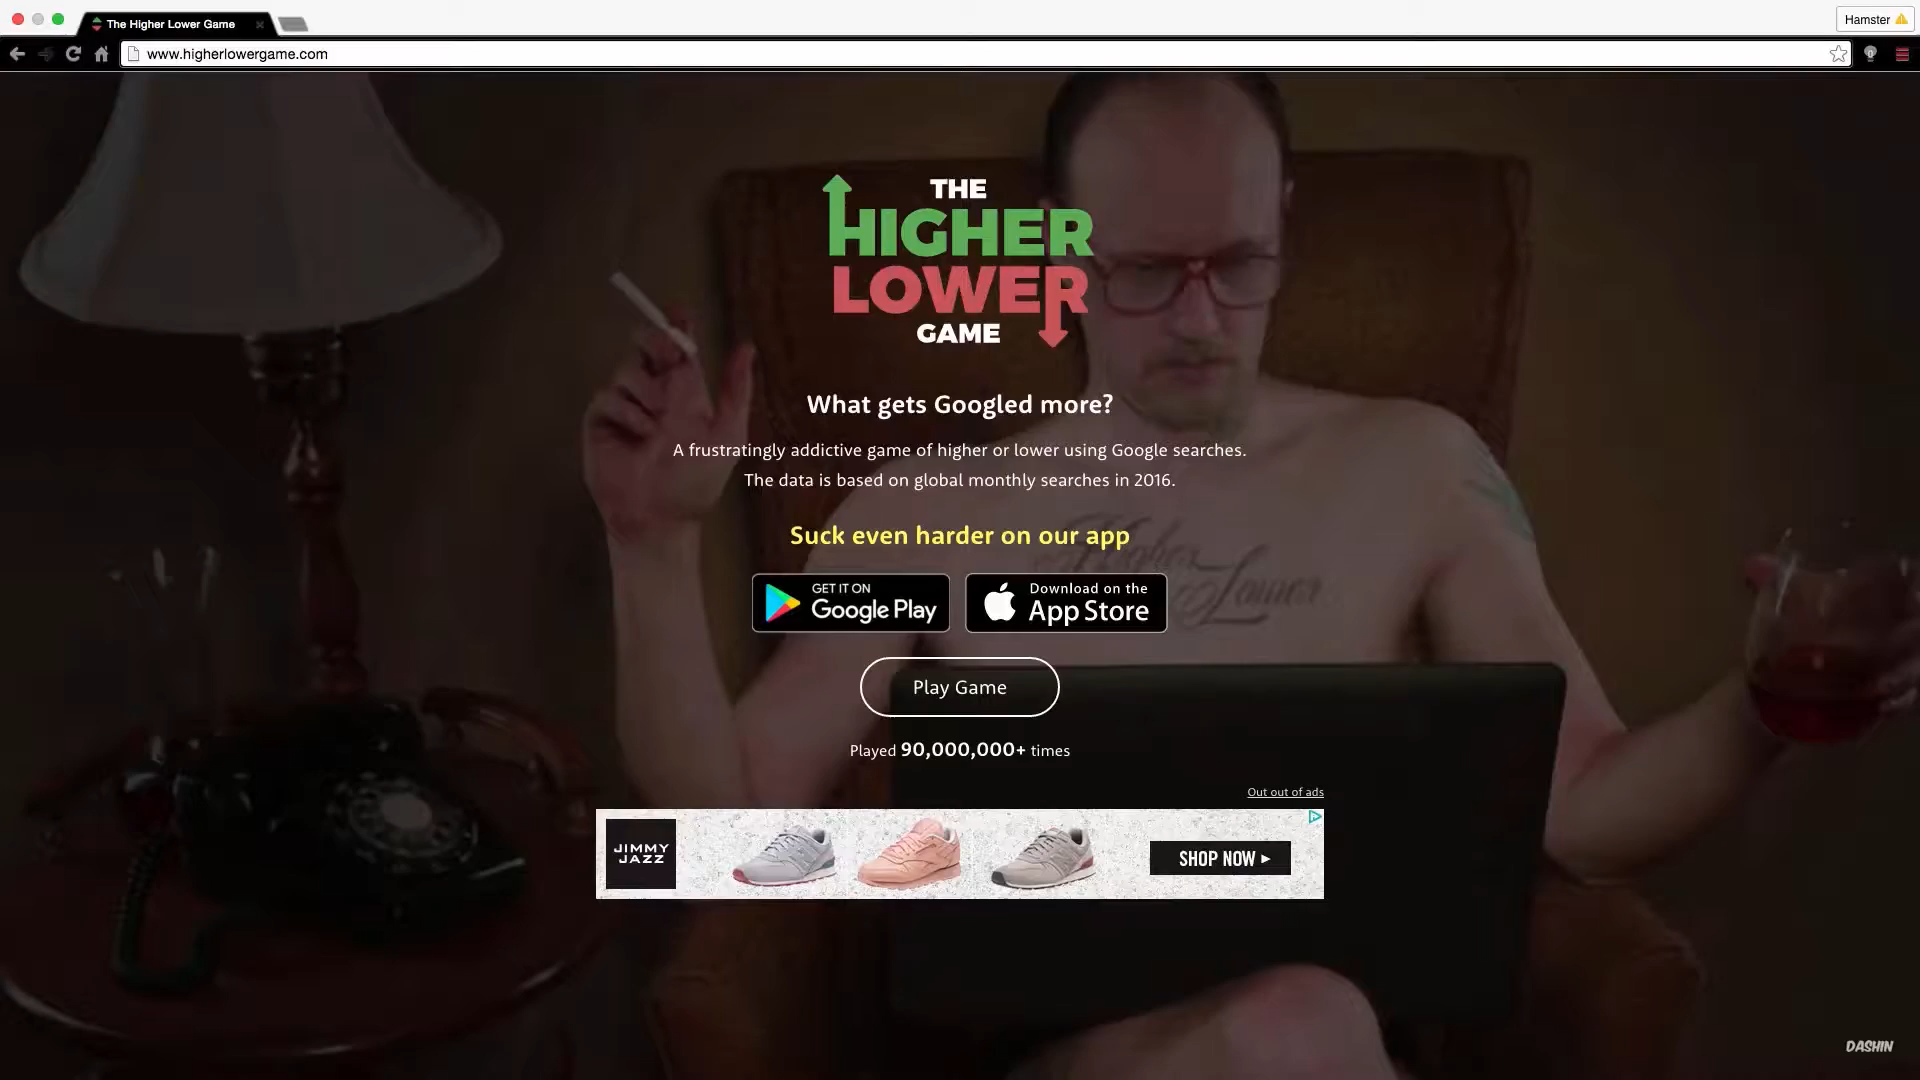 The Higher Lower Game
Hamster
www.higherlowergame.com
THE
HIGHER
LOWER
GAME
What gets Googled more?
A frustratingly addictive game of higher or lower using Google searches.
The data is based on global monthly searches in 2016.
Suck even harder on our app
GET IT ON
Google Play
Download on the
App Store
Higher
Lower
Play Game
Played 90,000,000+ times
Out out of ads
JIMMY
JAZZ
SHOP NOW
DASHIN